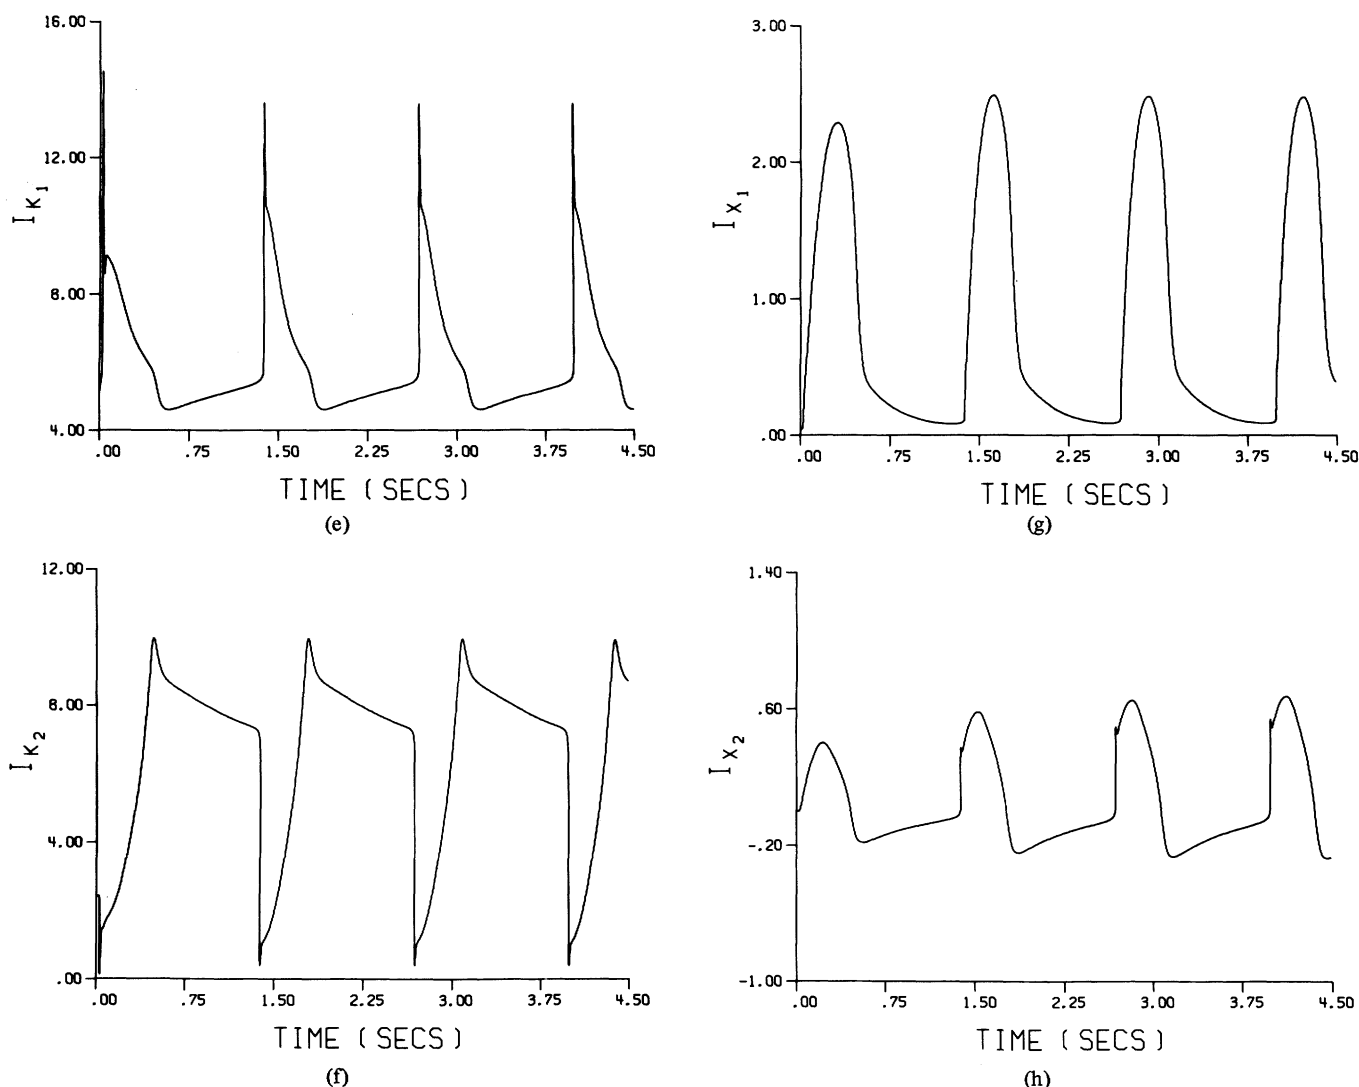 16.00
12.00
8.00
4.00
I K1
.00 .75 1.50 2.25 3.00 3.75 4.50
TIME (SECS)
(e)
3.00
2.00
1.00
.00
I X1
.00 .75 1.50 2.25 3.00 3.75 4.50
TIME (SECS)
(g)
12.00
8.00
4.00
.00
I K2
.00 .75 1.50 2.25 3.00 3.75 4.50
TIME (SECS)
(f)
1.40
.60
-.20
-1.00
I X2
.00 .75 1.50 2.25 3.00 3.75 4.50
TIME (SECS)
(h)